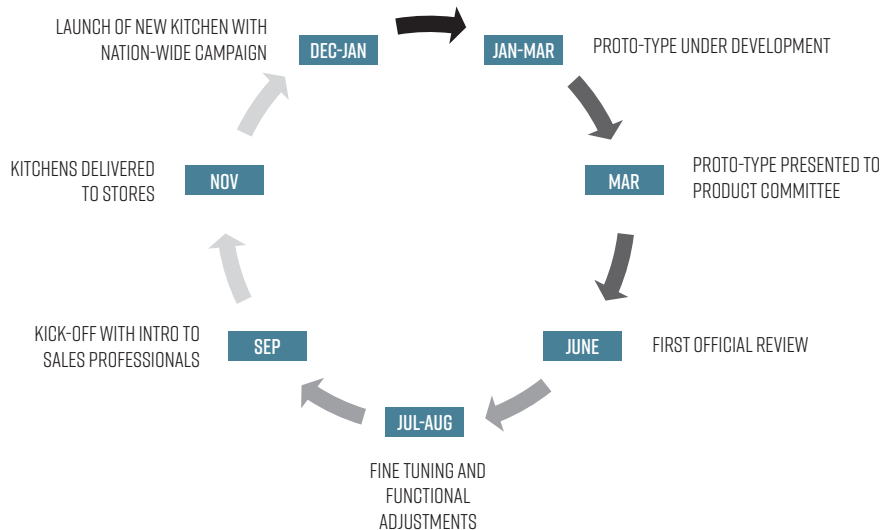 LAUNCH OF NEW KITCHEN WITH
NATION-WIDE CAMPAIGN
DEC-JAN
JAN-MAR
PROTO-TYPE UNDER DEVELOPMENT
MAR
PROTO-TYPE PRESENTED TO
PRODUCT COMMITTEE
JUNE
FIRST OFFICIAL REVIEW
JUL-AUG
FINE TUNING AND
FUNCTIONAL
ADJUSTMENTS
SEP
KICK-OFF WITH INTRO TO
SALES PROFESSIONALS
NOV
KITCHENS DELIVERED
TO STORES